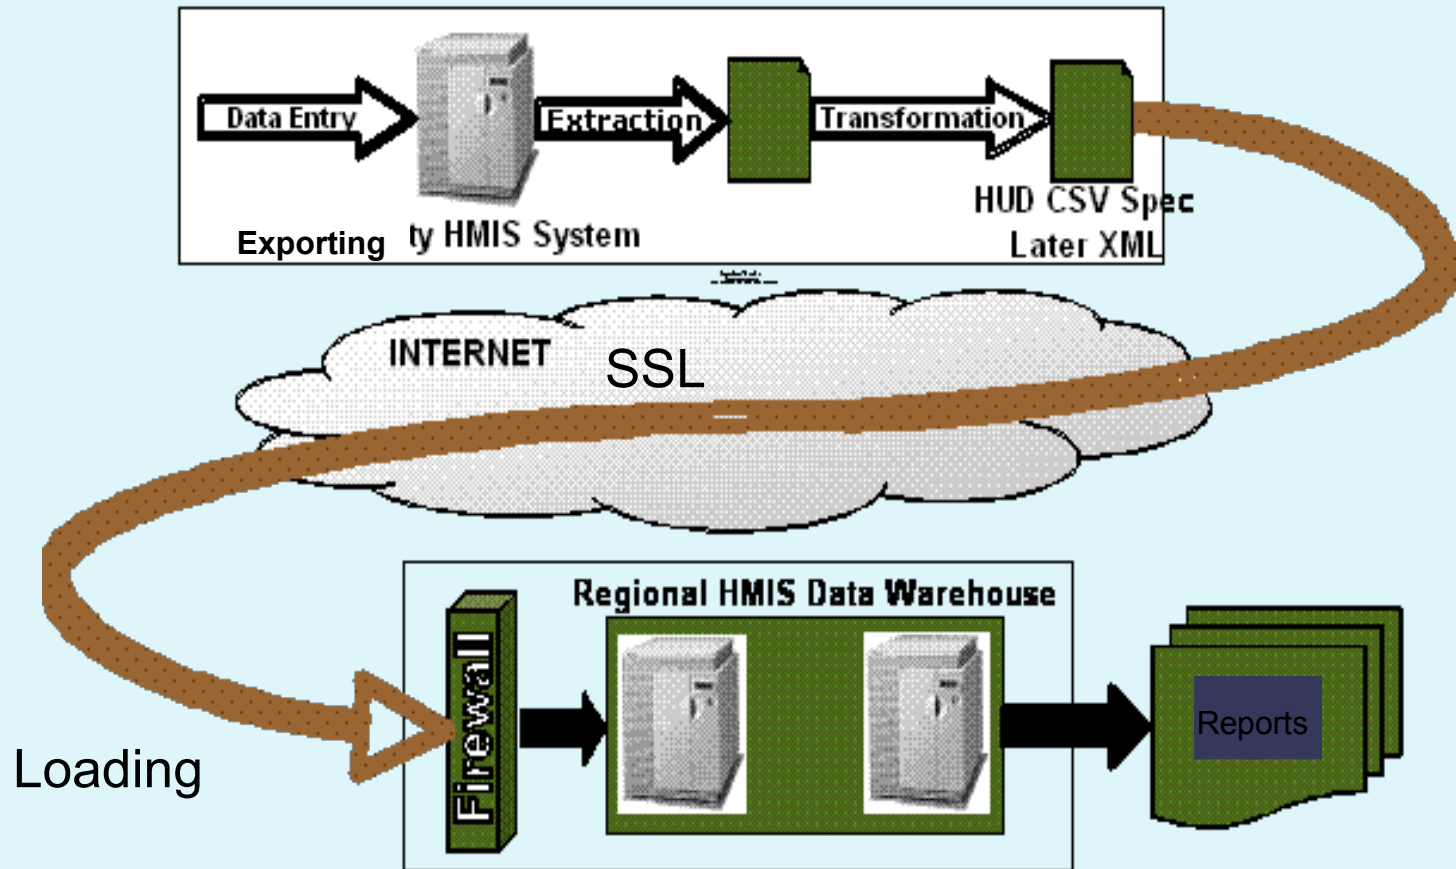 Data Entry
Extraction
Transformation
Exporting
ty HMIS System
HUD CSV Spec
Later XML
INTERNET
SSL
Regional HMIS Data Warehouse
Firewall
Reports
Loading